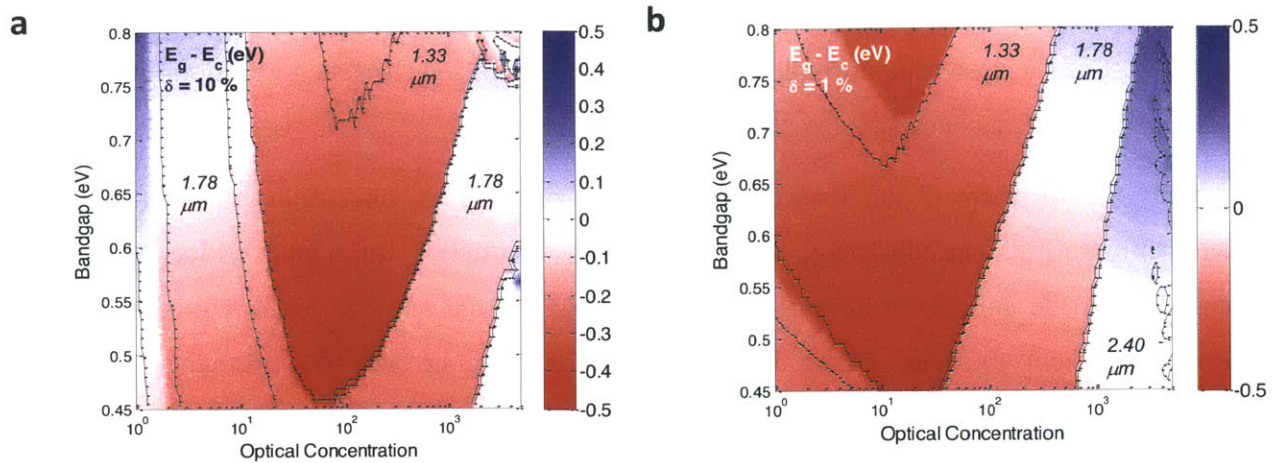 a
b
E_g - E_c (eV)
δ = 10 %
1.33
μm
1.78
μm
1.78
μm
0.8
0.75
0.7
0.65
0.6
0.55
0.5
0.45
Bandgap (eV)
10^0
10^1
10^2
10^3
Optical Concentration
0.5
0.4
0.3
0.2
0.1
0
-0.1
-0.2
-0.3
-0.4
-0.5
E_g - E_c (eV)
δ = 1 %
1.33
μm
1.78
μm
2.40
μm
0.8
0.75
0.7
0.65
0.6
0.55
0.5
0.45
Bandgap (eV)
10^0
10^1
10^2
10^3
Optical Concentration
0.5
0
-0.5